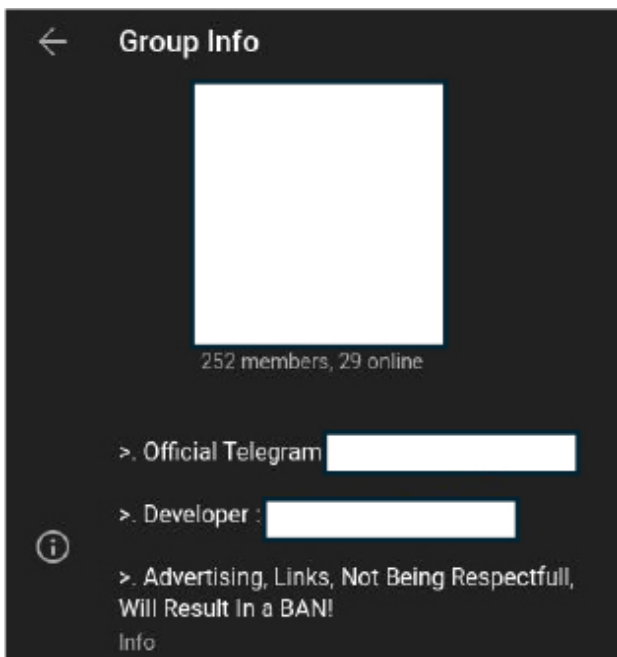 Group Info
252 members, 29 online
>. Official Telegram
>. Developer :
>. Advertising, Links, Not Being Respectfull,
Will Result In a BAN!
Info